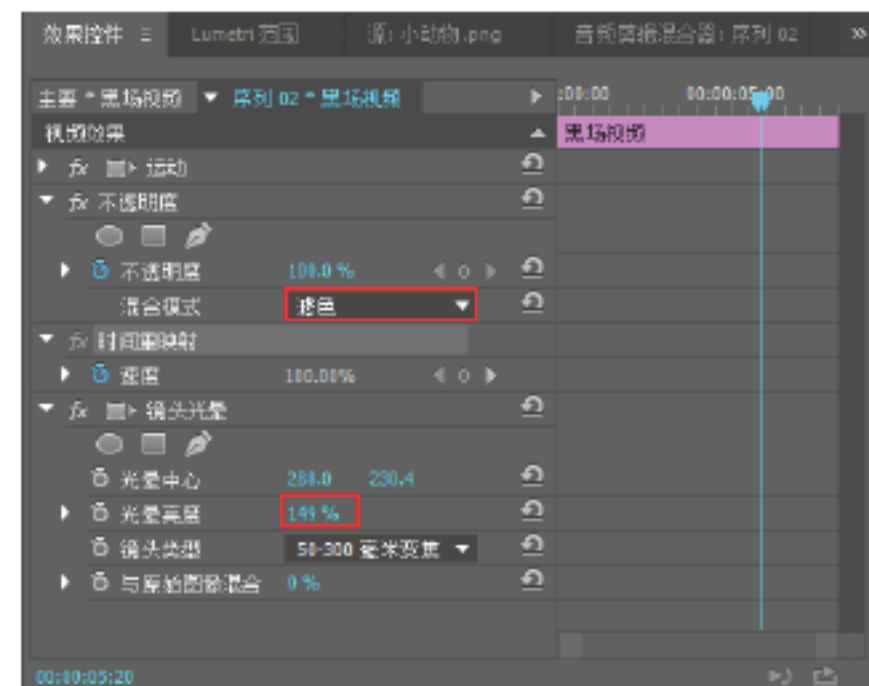 效果控件 Lumetri 范围 源: 小动物.png 音频剪辑混合器: 序列 02 »
主要 * 黑场视频 序列 02 * 黑场视频 :00:00 00:00:05:00
视频效果 黑场视频
fx 运动
fx 不透明度
不透明度 100.0 %
混合模式 滤色
fx 时间重映射
速度 100.00%
fx 镜头光晕
光晕中心 280.0 230.4
光晕亮度 149 %
镜头类型 50-300 毫米变焦
与原始图像混合 0 %
00:00:05:20